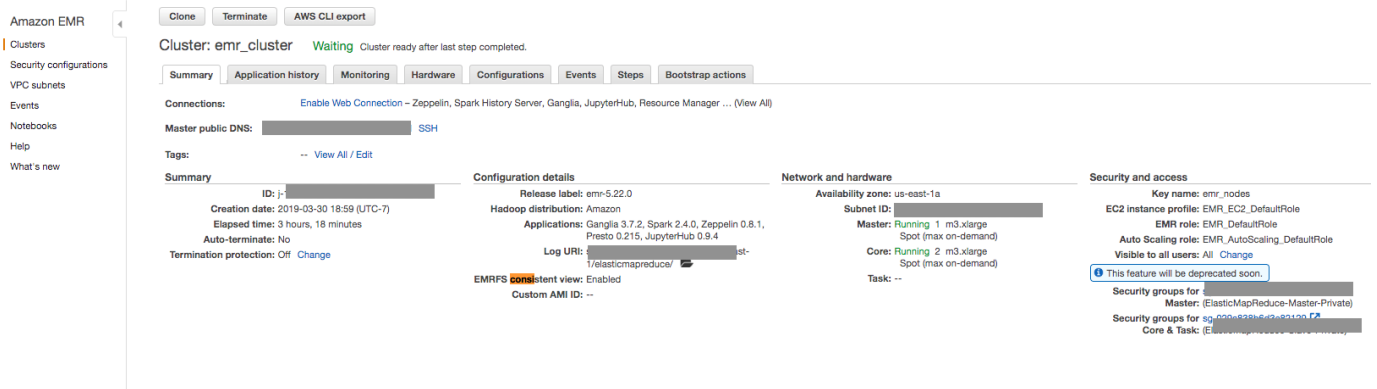 Amazon EMR
Clusters
Security configurations
VPC subnets
Events
Notebooks
Help
What's new
Clone Terminate AWS CLI export
Cluster: emr_cluster Waiting Cluster ready after last step completed.
Summary Application history Monitoring Hardware Configurations Events Steps Bootstrap actions
Connections: Enable Web Connection – Zeppelin, Spark History Server, Ganglia, JupyterHub, Resource Manager … (View All)
Master public DNS: SSH
Tags: -- View All / Edit
Summary
ID:
Creation date: 2019-03-30 18:59 (UTC-7)
Elapsed time: 3 hours, 18 minutes
Auto-terminate: No
Termination protection: Off Change
Configuration details
Release label: emr-5.22.0
Hadoop distribution: Amazon
Applications: Ganglia 3.7.2, Spark 2.4.0, Zeppelin 0.8.1,
Presto 0.215, JupyterHub 0.9.4
Log URI:
1/elasticmapreduce/
EMRFS consistent view: Enabled
Custom AMI ID: --
Network and hardware
Availability zone: us-east-1a
Subnet ID:
Master: Running 1 m3.xlarge
Spot (max on-demand)
Core: Running 2 m3.xlarge
Spot (max on-demand)
Task: --
Security and access
Key name: emr_nodes
EC2 instance profile: EMR_EC2_DefaultRole
EMR role: EMR_DefaultRole
Auto Scaling role: EMR_AutoScaling_DefaultRole
Visible to all users: All Change
This feature will be deprecated soon.
Security groups for
Master: (ElasticMapReduce-Master-Private)
Security groups for
Core & Task: